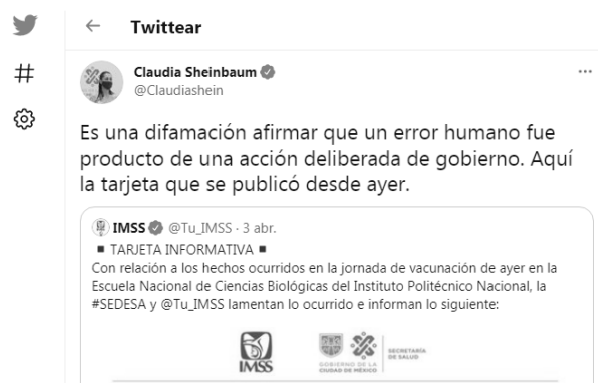 Twittear
Claudia Sheinbaum
@Claudiashein
Es una difamación afirmar que un error humano fue
producto de una acción deliberada de gobierno. Aquí
la tarjeta que se publicó desde ayer.
IMSS @Tu_IMSS · 3 abr.
■ TARJETA INFORMATIVA ■
Con relación a los hechos ocurridos en la jornada de vacunación de ayer en la
Escuela Nacional de Ciencias Biológicas del Instituto Politécnico Nacional, la
#SEDESA y @Tu_IMSS lamentan lo ocurrido e informan lo siguiente:
IMSS
GOBIERNO DE LA
CIUDAD DE MÉXICO
SECRETARÍA
DE SALUD